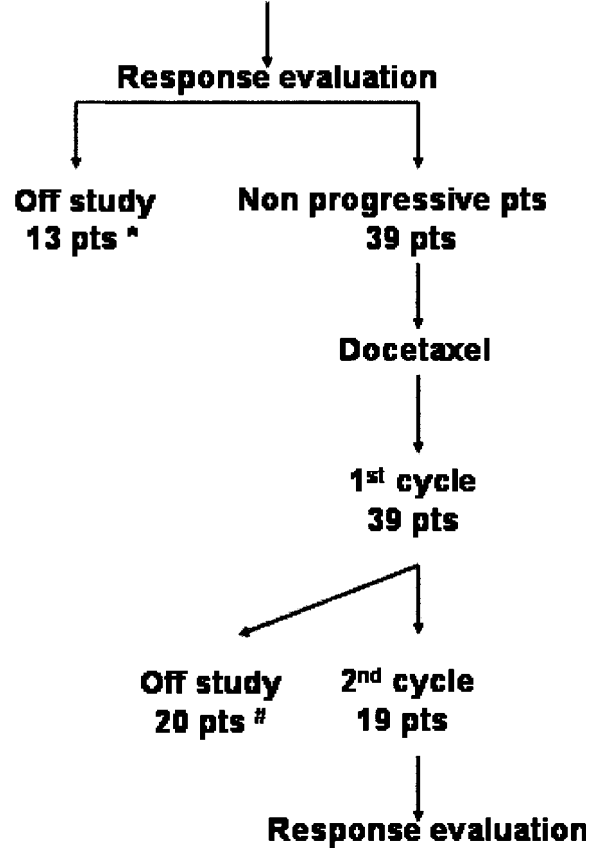 Response evaluation
Off study
13 pts *
Non progressive pts
39 pts
Docetaxel
1st cycle
39 pts
Off study
20 pts #
2nd cycle
19 pts
Response evaluation